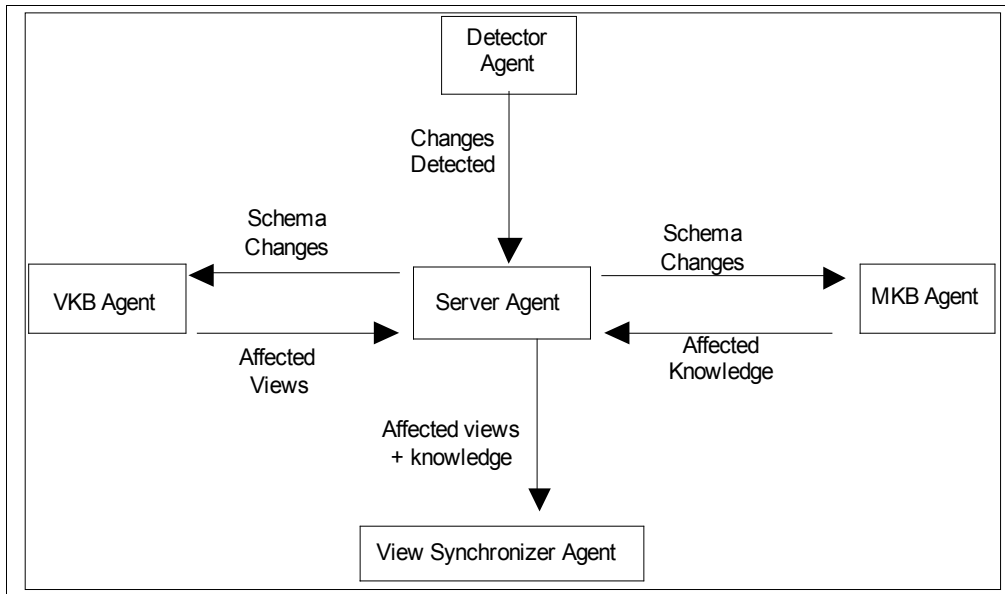 Detector
Agent
Changes
Detected
Schema
Changes
Schema
Changes
VKB Agent
Server Agent
MKB Agent
Affected
Views
Affected
Knowledge
Affected views
+ knowledge
View Synchronizer Agent